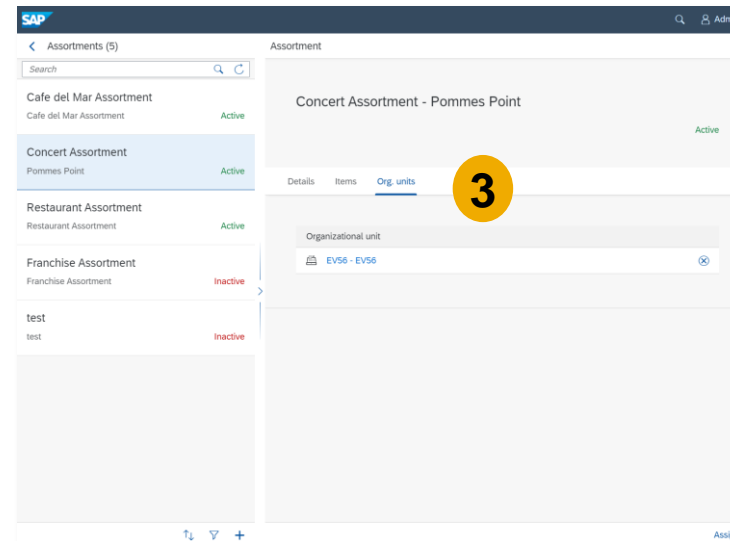 SAP
Adm
Assortments (5)
Assortment
Search
Cafe del Mar Assortment
Cafe del Mar Assortment
Active
Concert Assortment
Pommes Point
Active
Restaurant Assortment
Restaurant Assortment
Active
Franchise Assortment
Franchise Assortment
Inactive
test
test
Inactive
Concert Assortment - Pommes Point
Active
Details Items Org. units
3
Organizational unit
EV56 - EV56
Assi